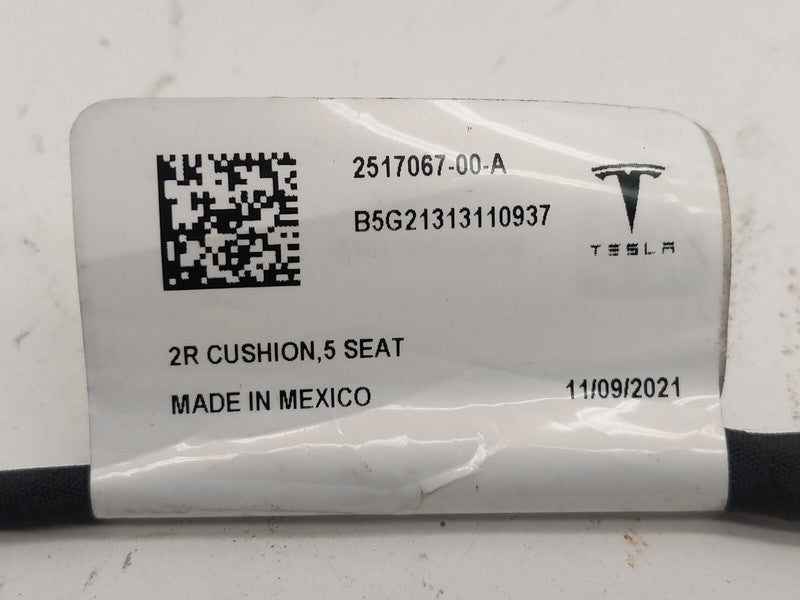 2517067-00-A
B5G21313110937
TESLA
2R CUSHION,5 SEAT
MADE IN MEXICO
11/09/2021